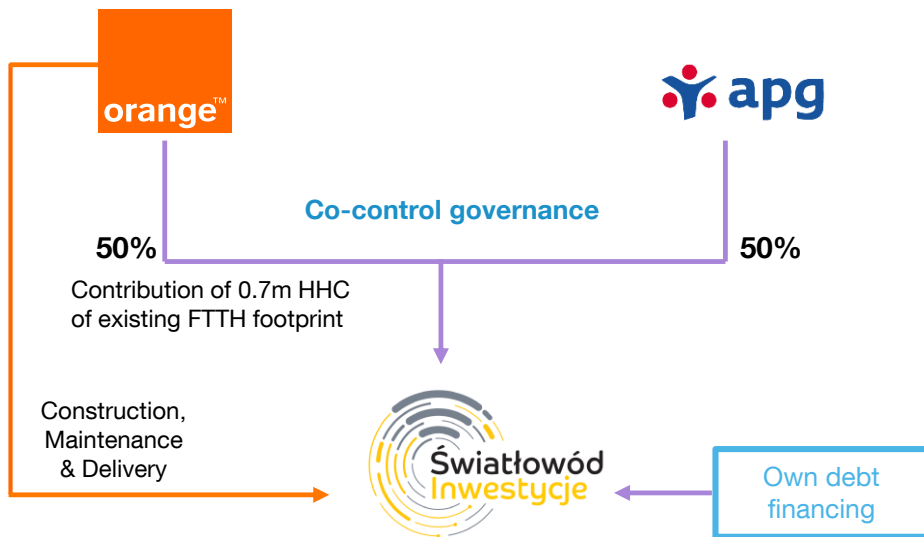 orange™
apg
Co-control governance
50%
50%
Contribution of 0.7m HHC
of existing FTTH footprint
Construction,
Maintenance
& Delivery
Światłowód
Inwestycje
Own debt
financing